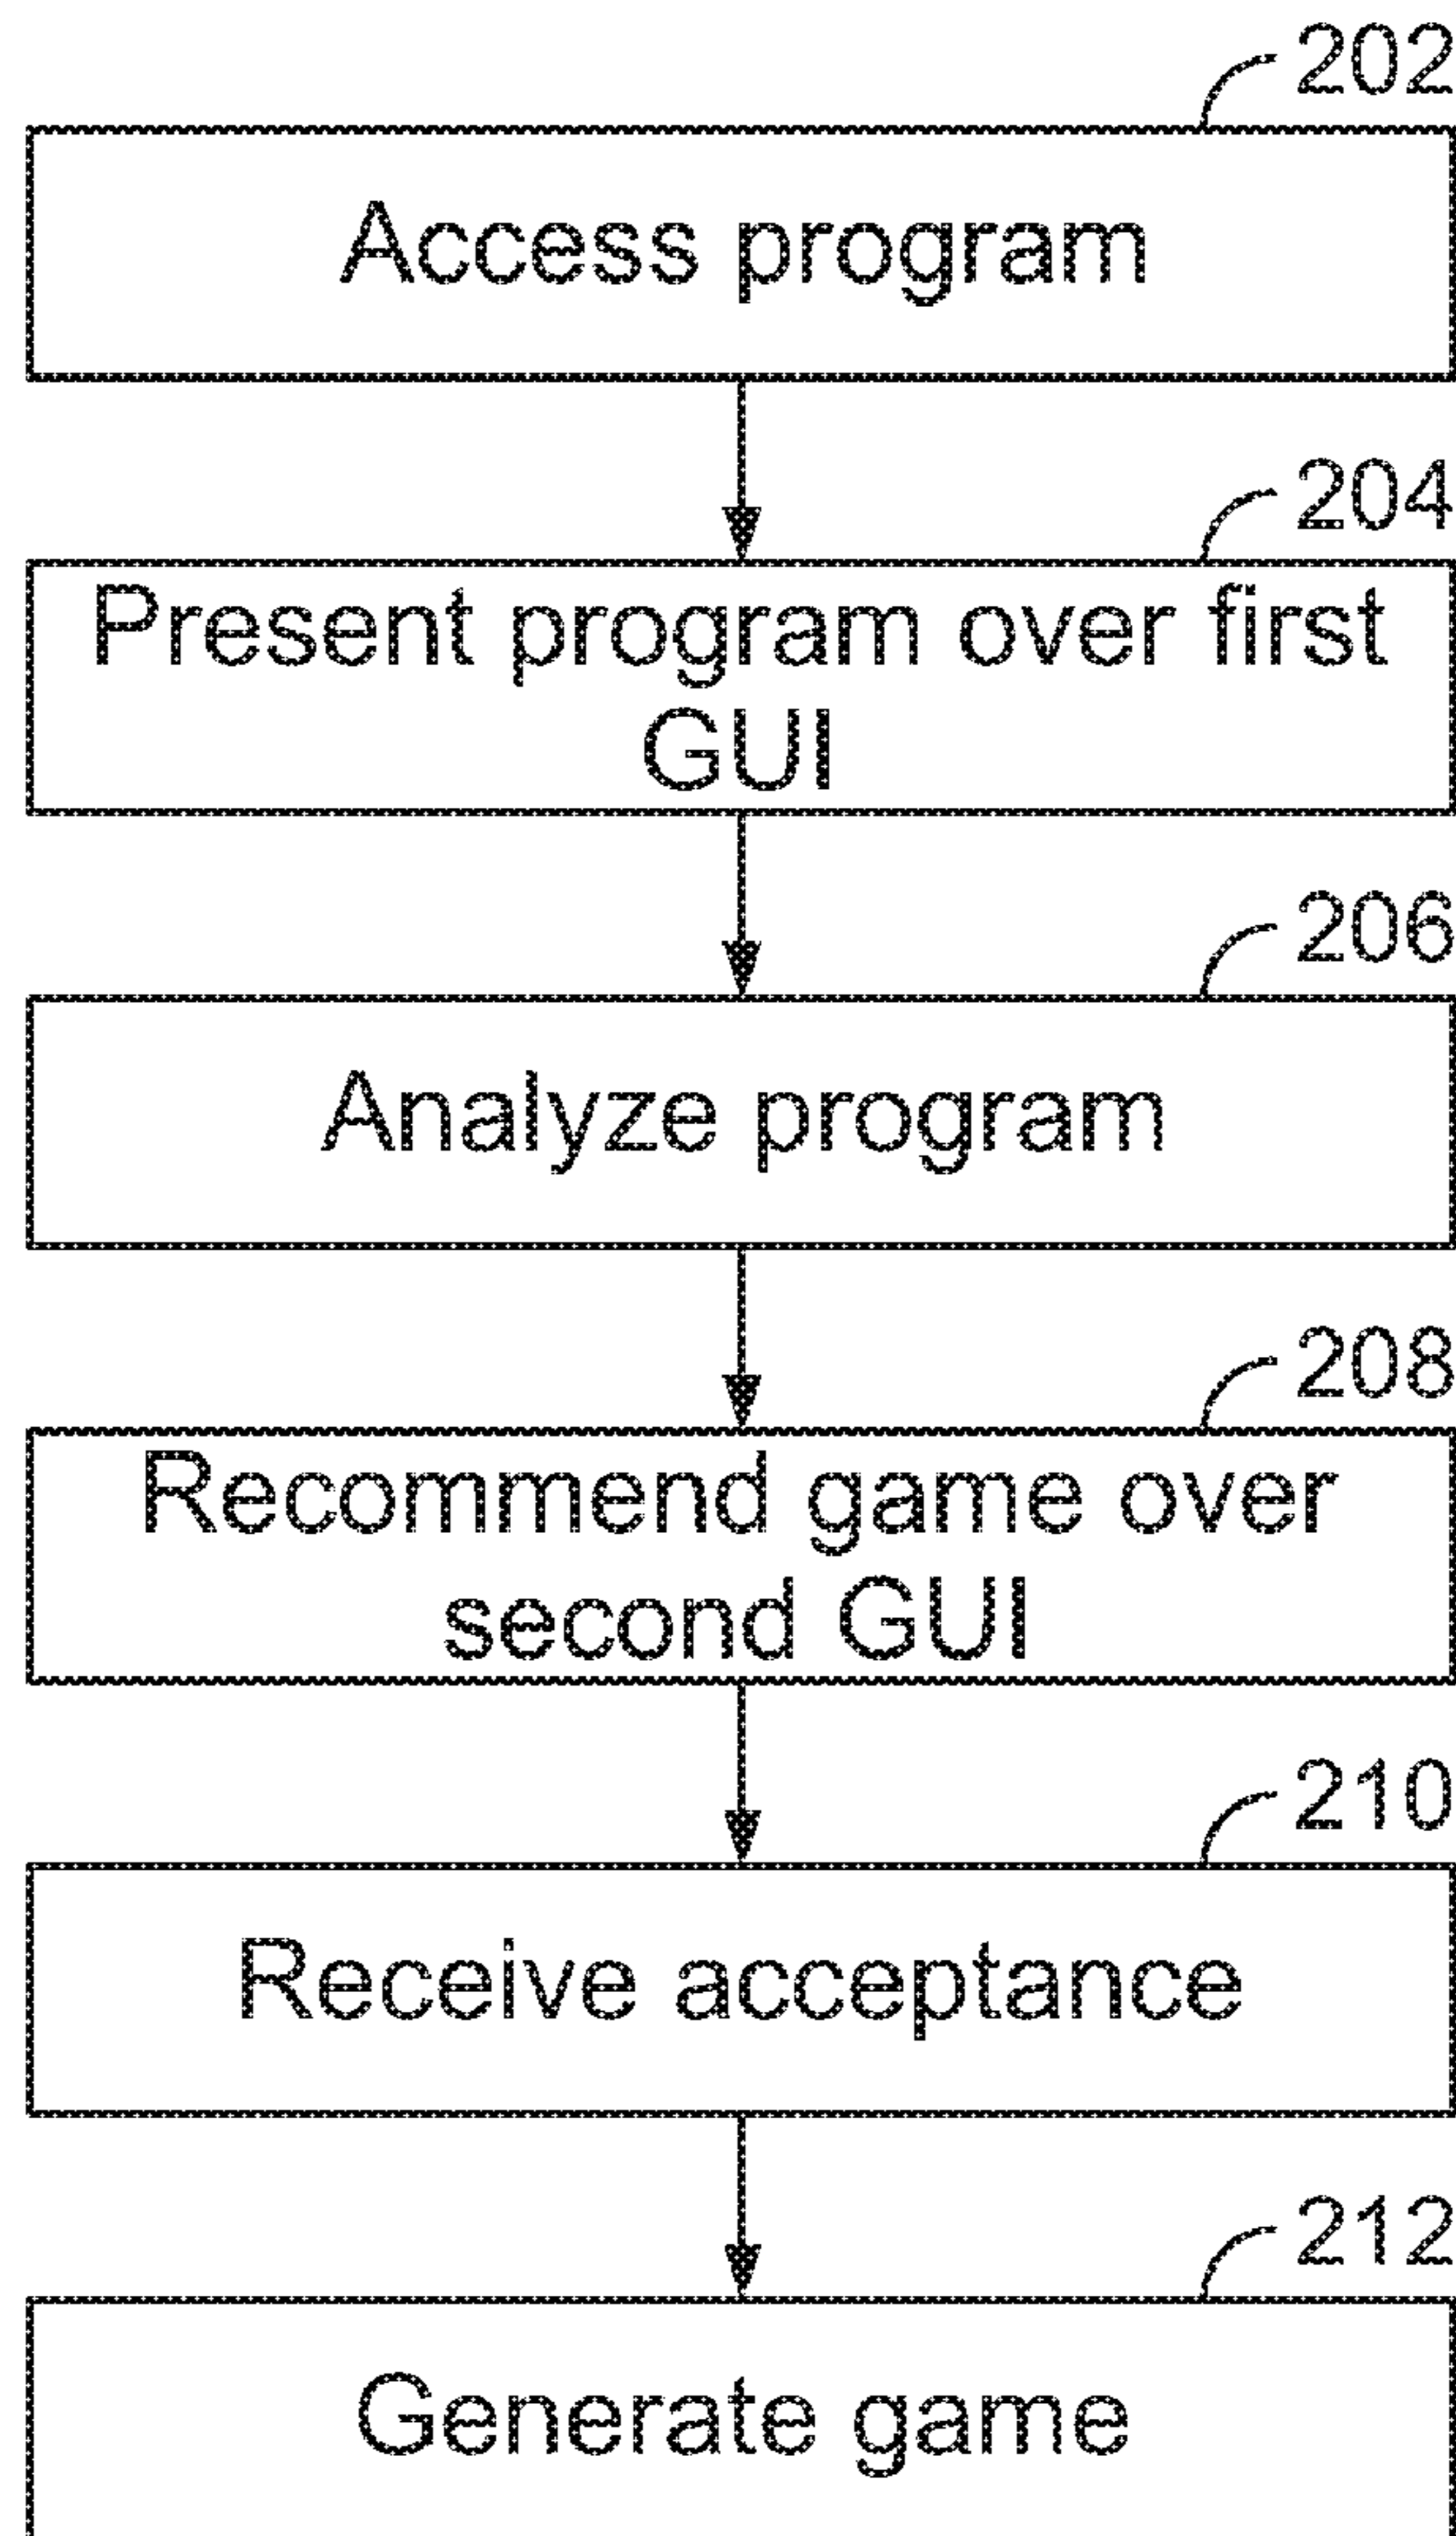 202
Access program
204
Present program over first
GUI
206
Analyze program
208
Recommend game over
second GUI
210
Receive acceptance
212
Generate game